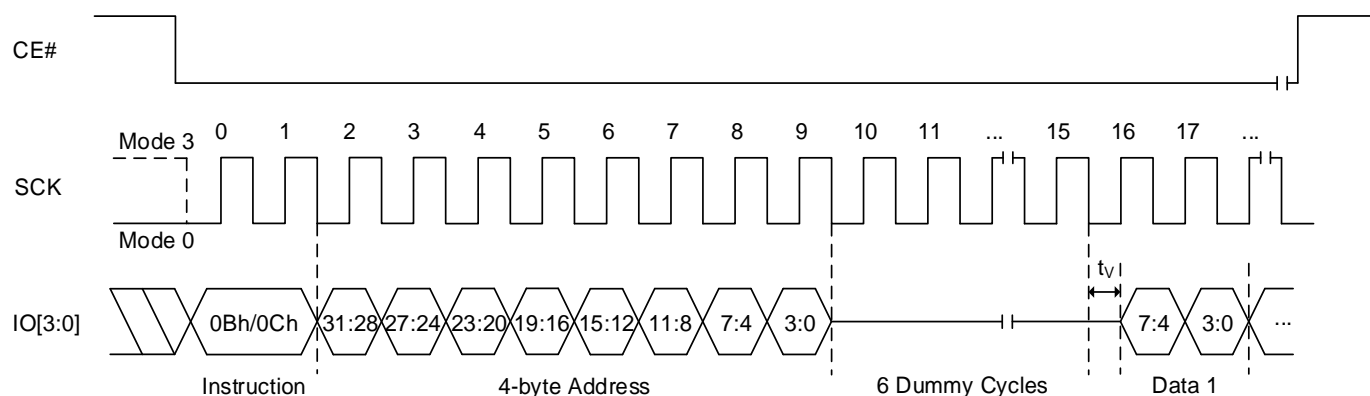 CE#
Mode 3
0 1 2 3 4 5 6 7 8 9 10 11 ... 15 16 17 ...
SCK
Mode 0
tV
IO[3:0]
0Bh/0Ch 31:28 27:24 23:20 19:16 15:12 11:8 7:4 3:0 7:4 3:0 ...
Instruction 4-byte Address 6 Dummy Cycles Data 1